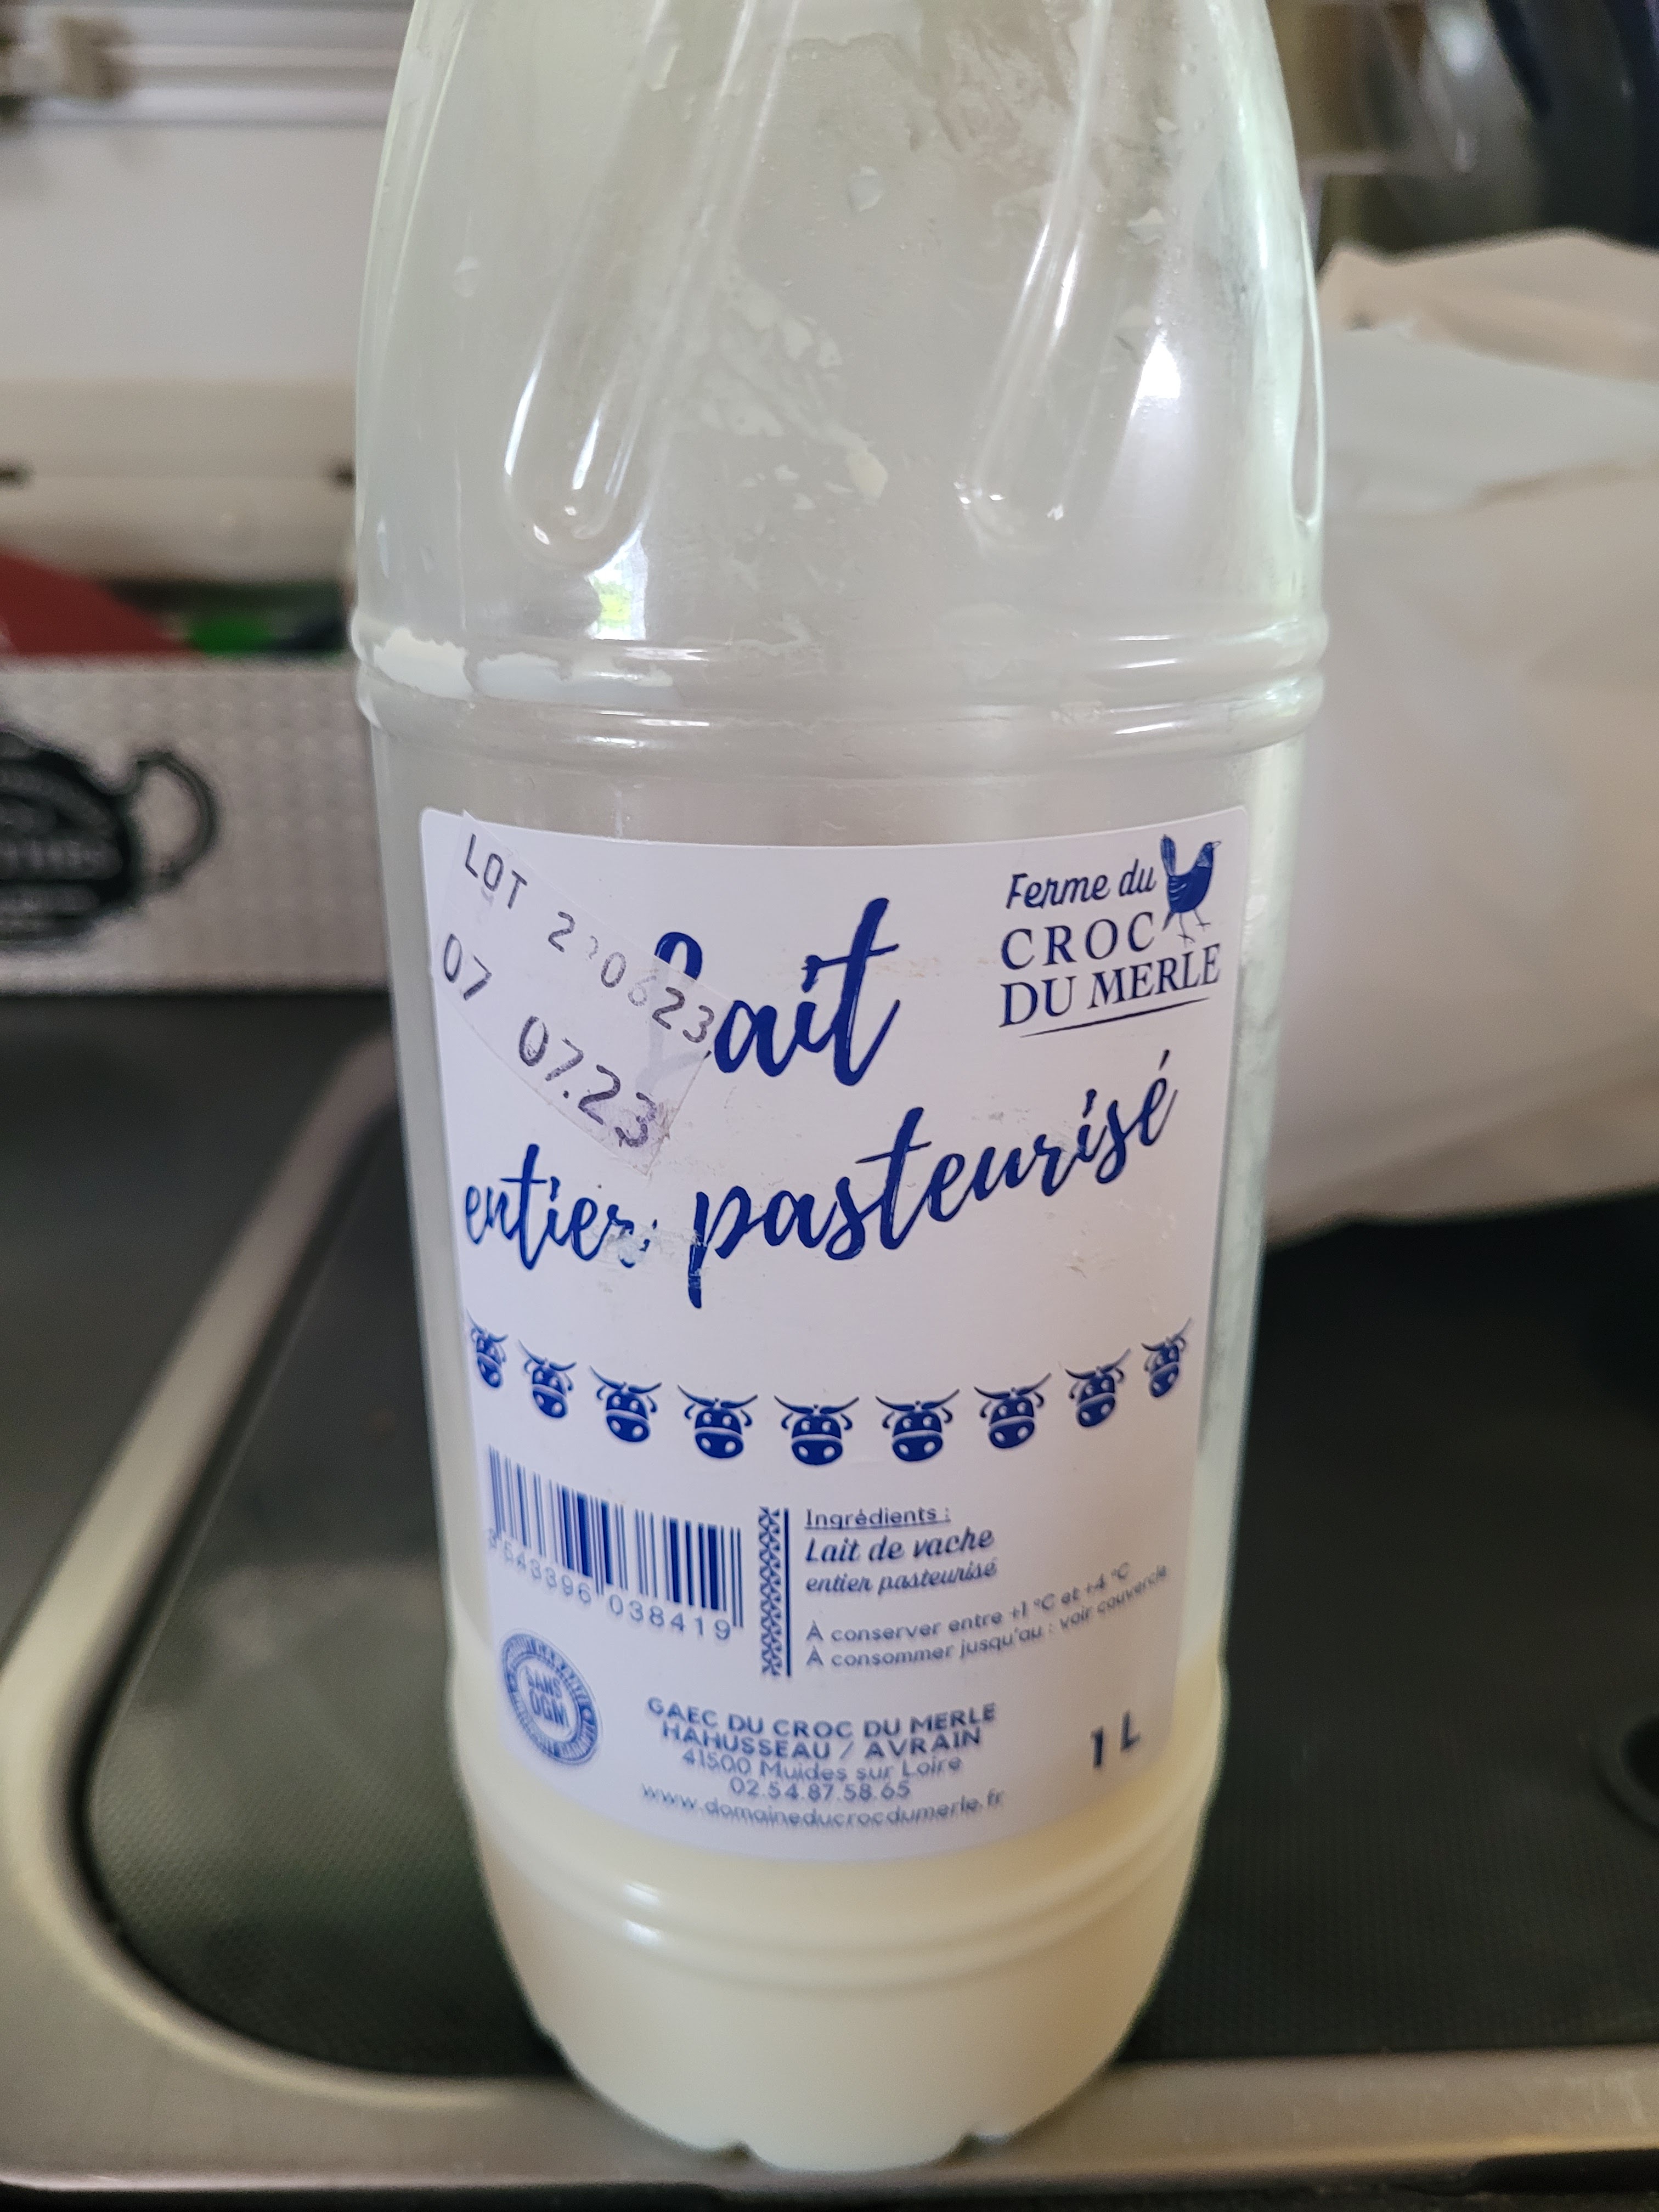 LOT 220623
07 07.23
Lait
entier, pasteurisé
Ferme du
CROC
DU MERLE
Ingrédients :
Lait de vache
entier pasteurisé
À conserver entre +1 °C et +4 °C
À consommer jusqu'au : voir couvercle
038419
SANS
OGM
GAEC DU CROC DU MERLE
HAHUSSEAU / AVRAIN
41500 Muides sur Loire
02.54.87.58.65
www.domaineducrocdumerle.fr
1 L